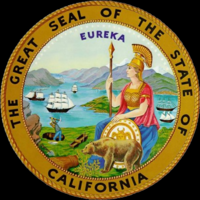 THE GREAT SEAL OF THE STATE OF CALIFORNIA
EUREKA